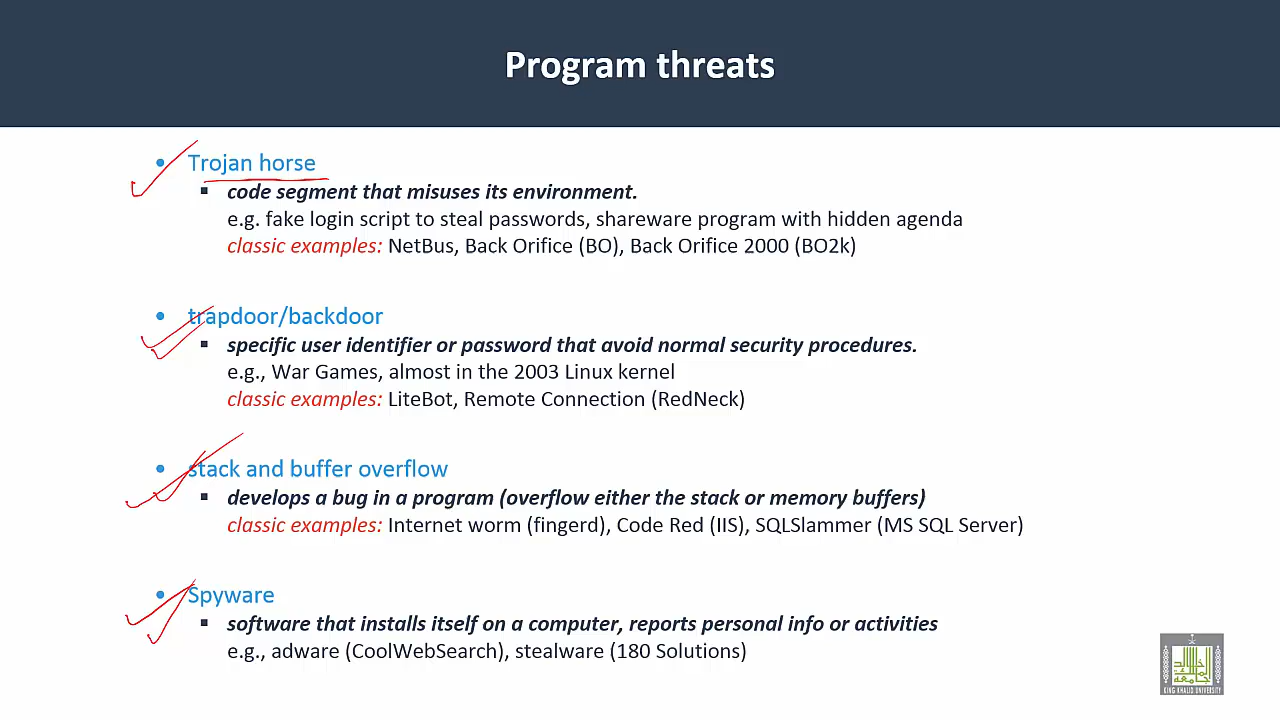 Program threats
• Trojan horse
▪ code segment that misuses its environment.
e.g. fake login script to steal passwords, shareware program with hidden agenda
classic examples: NetBus, Back Orifice (BO), Back Orifice 2000 (BO2k)
• trapdoor/backdoor
▪ specific user identifier or password that avoid normal security procedures.
e.g., War Games, almost in the 2003 Linux kernel
classic examples: LiteBot, Remote Connection (RedNeck)
• stack and buffer overflow
▪ develops a bug in a program (overflow either the stack or memory buffers)
classic examples: Internet worm (fingerd), Code Red (IIS), SQLSlammer (MS SQL Server)
• Spyware
▪ software that installs itself on a computer, reports personal info or activities
e.g., adware (CoolWebSearch), stealware (180 Solutions)
KING KHALID UNIVERSITY